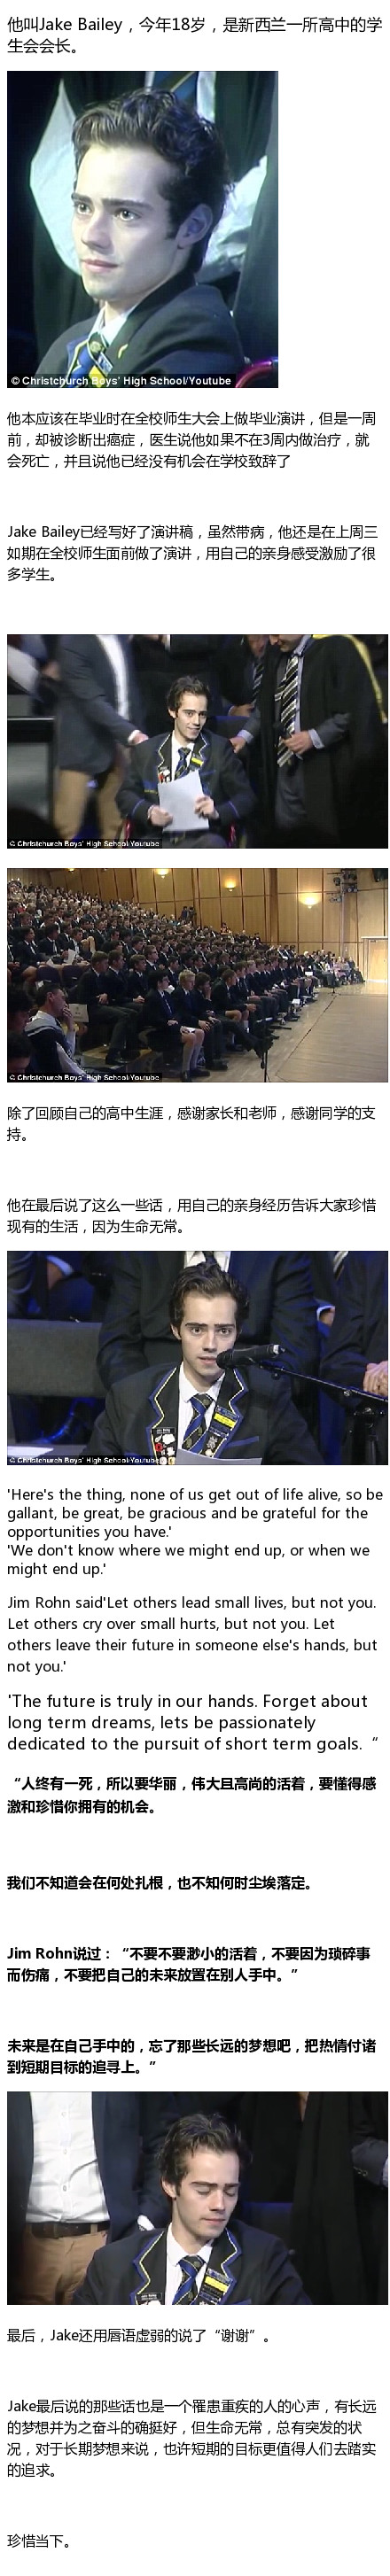 他叫Jake Bailey，今年18岁，是新西兰一所高中的学
生会会长。
© Christchurch Boys' High School/Youtube
他本应该在毕业时在全校师生大会上做毕业演讲，但是一周
前，却被诊断出癌症，医生说他如果不在3周内做治疗，就
会死亡，并且说他已经没有机会在学校致辞了
Jake Bailey已经写好了演讲稿，虽然带病，他还是在上周三
如期在全校师生面前做了演讲，用自己的亲身感受激励了很
多学生。
© Christchurch Boys' High School/Youtube
© Christchurch Boys' High School/Youtube
除了回顾自己的高中生涯，感谢家长和老师，感谢同学的支
持。
他在最后说了这么一些话，用自己的亲身经历告诉大家珍惜
现有的生活，因为生命无常。
© Christchurch Boys' High School/Youtube
'Here's the thing, none of us get out of life alive, so be
gallant, be great, be gracious and be grateful for the
opportunities you have.'
'We don't know where we might end up, or when we
might end up.'
Jim Rohn said'Let others lead small lives, but not you.
Let others cry over small hurts, but not you. Let
others leave their future in someone else's hands, but
not you.'
'The future is truly in our hands. Forget about
long term dreams, lets be passionately
dedicated to the pursuit of short term goals.“
“人终有一死，所以要华丽，伟大且高尚的活着，要懂得感
激和珍惜你拥有的机会。
我们不知道会在何处扎根，也不知何时尘埃落定。
Jim Rohn说过：“不要不要渺小的活着，不要因为琐碎事
而伤痛，不要把自己的未来放置在别人手中。”
未来是在自己手中的，忘了那些长远的梦想吧，把热情付诸
到短期目标的追寻上。”
最后，Jake还用唇语虚弱的说了“谢谢”。
Jake最后说的那些话也是一个罹患重疾的人的心声，有长远
的梦想并为之奋斗的确挺好，但生命无常，总有突发的状
况，对于长期梦想来说，也许短期的目标更值得人们去踏实
的追求。
珍惜当下。